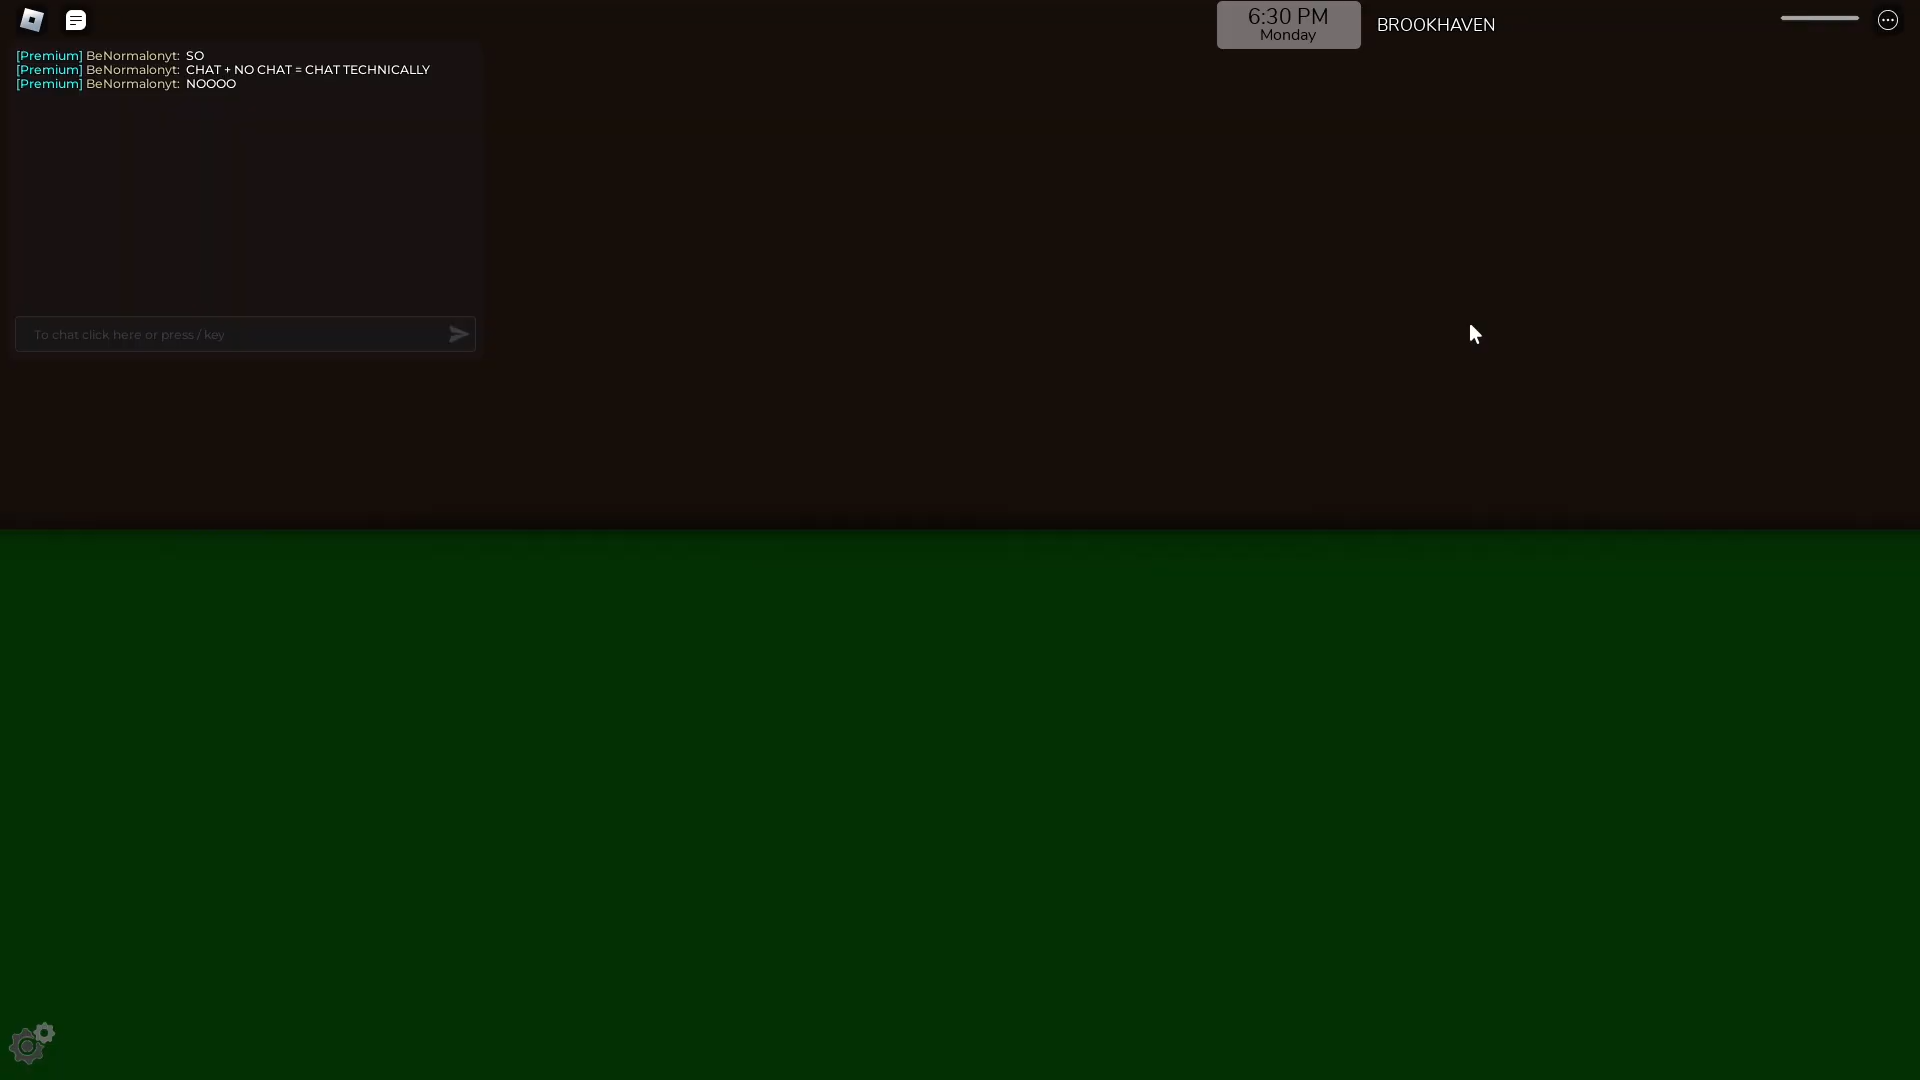 6:30 PM
Monday
BROOKHAVEN
[Premium] BeNormalonyt: SO
[Premium] BeNormalonyt: CHAT + NO CHAT = CHAT TECHNICALLY
[Premium] BeNormalonyt: NOOOO
To chat click here or press / key